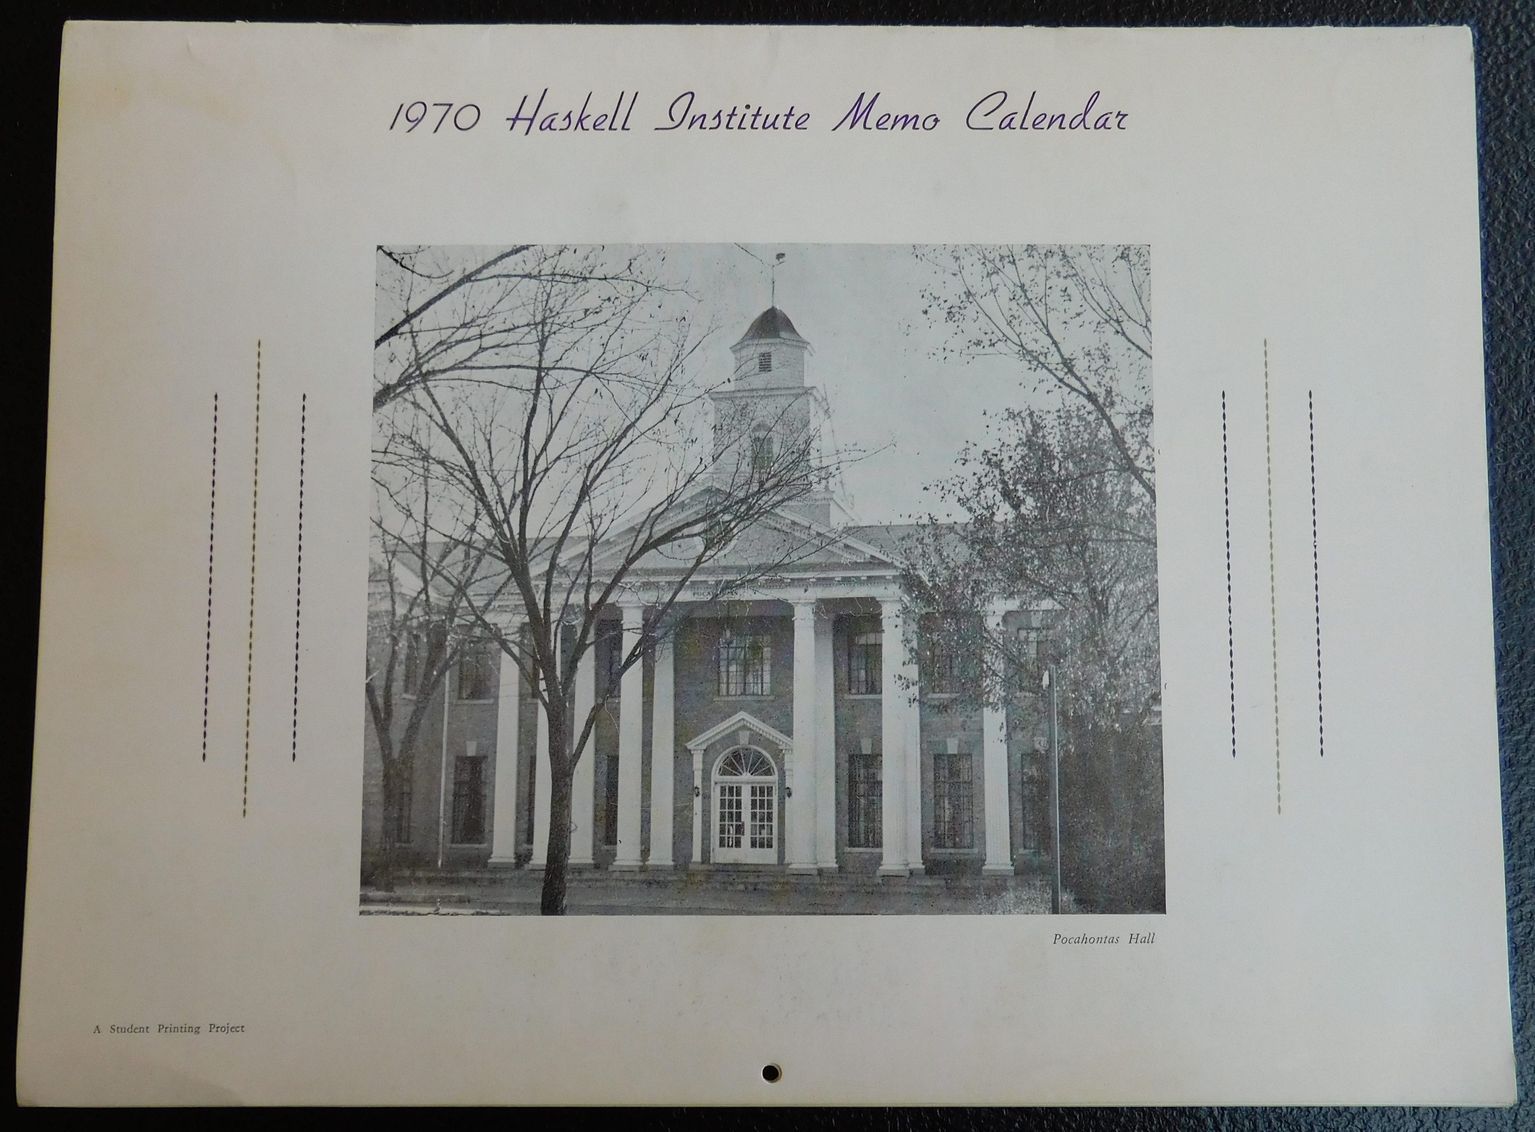 1970 Haskell Institute Memo Calendar
Pocahontas Hall
A Student Printing Project